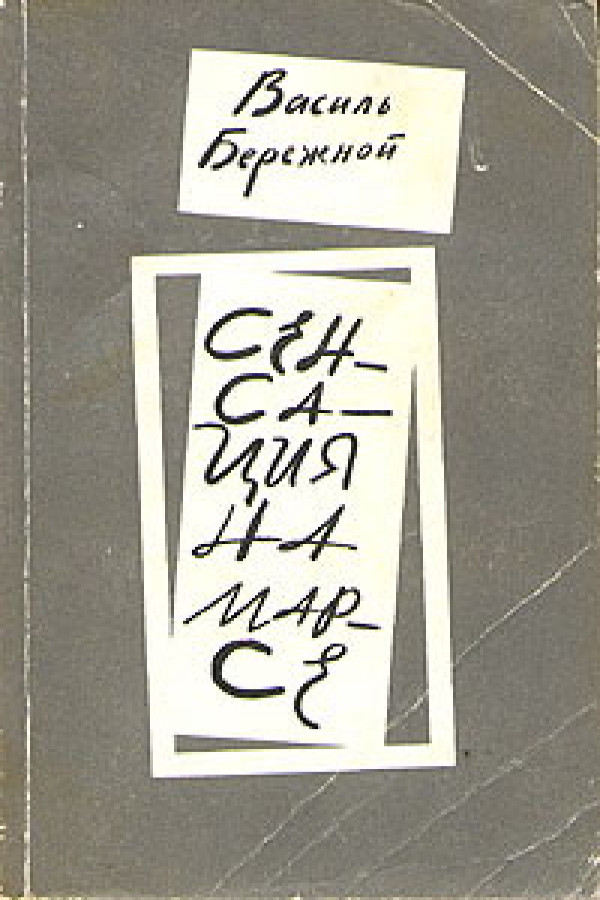 Василь
Бережной
СЕН-
СА-
ЦИЯ
НА
МАР-
СЕ